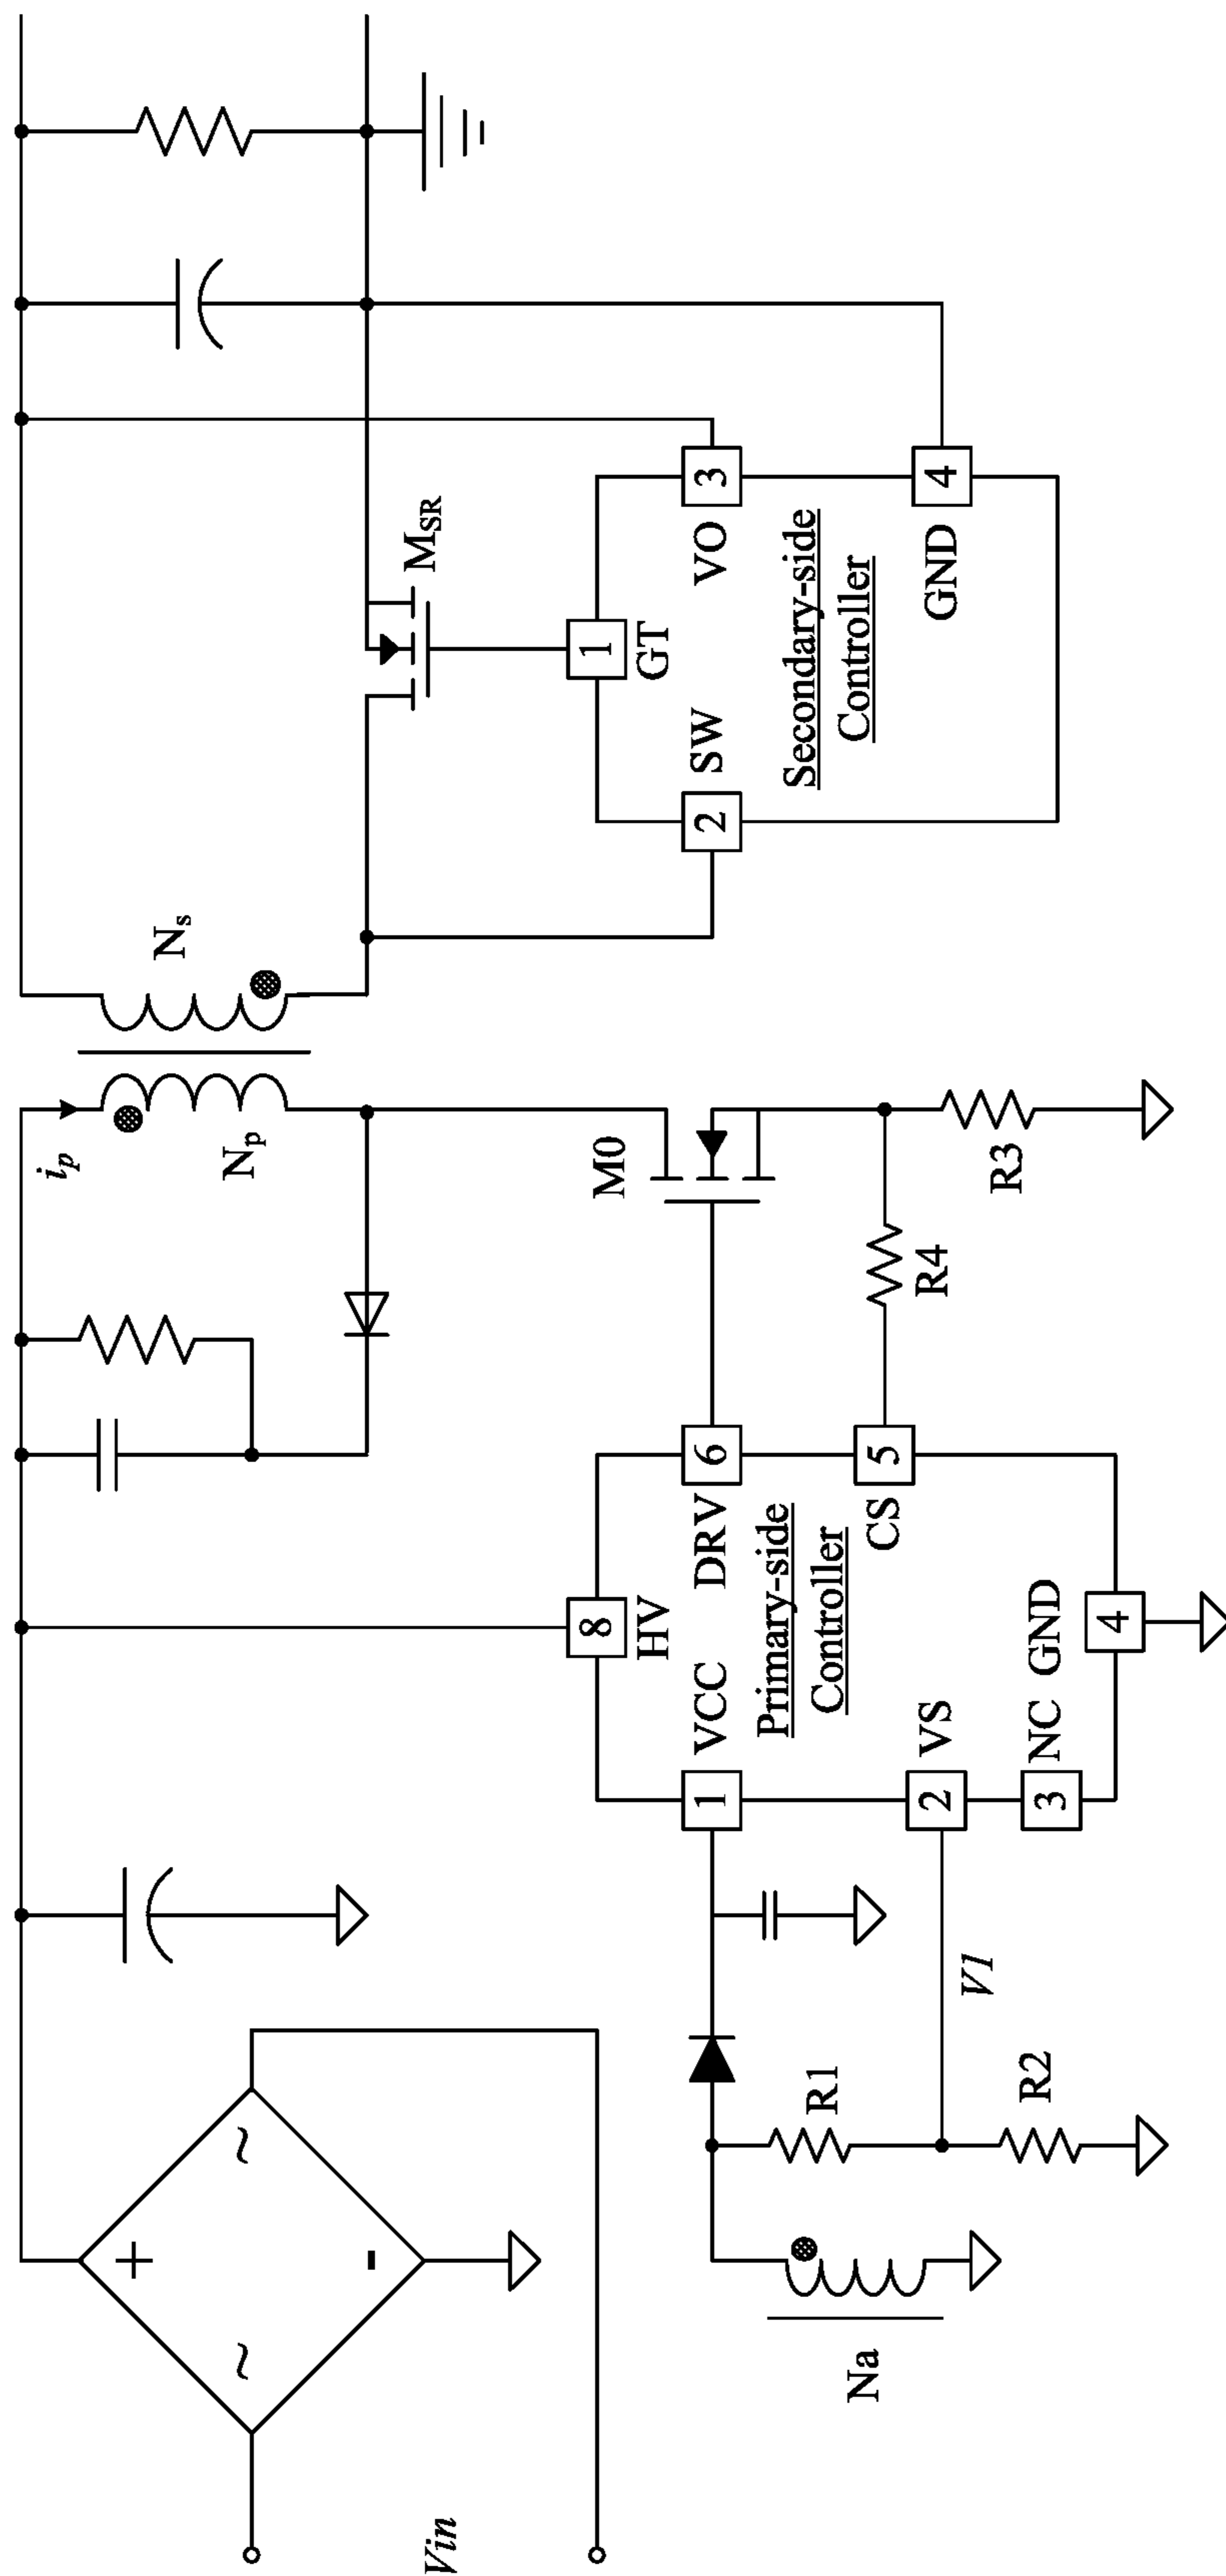 Vin
~
+
-
~
Na
R1
R2
V1
1
VCC
2
VS
3
NC
4
GND
8
HV
6
DRV
5
CS
Primary-side
Controller
R4
R3
M0
ip
Np
Ns
2
SW
1
GT
3
VO
4
GND
Secondary-side
Controller
MSR